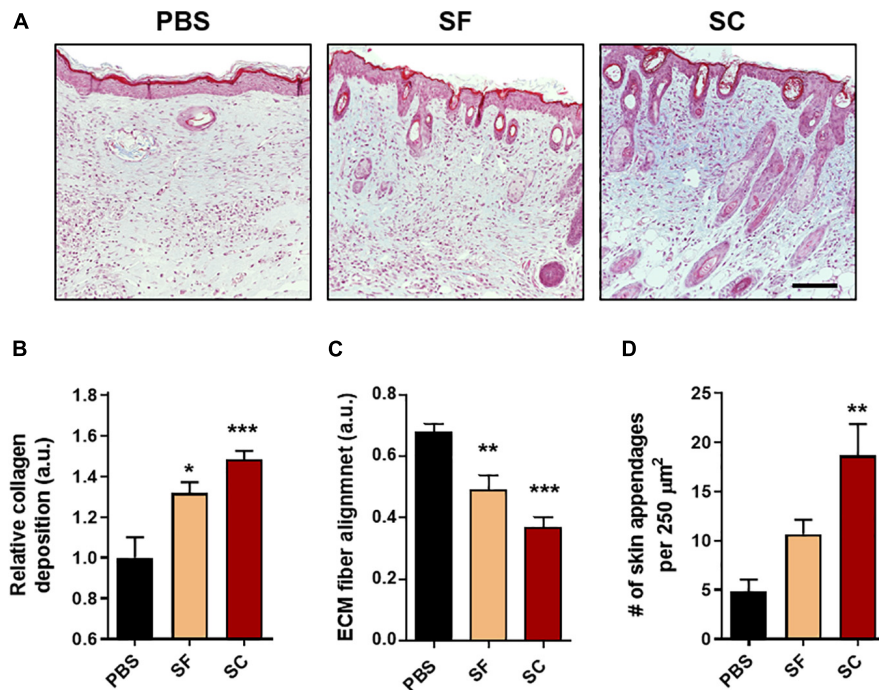 A
PBS
SF
SC
B
Relative collagen
deposition (a.u.)
1.8
1.6
1.4
1.2
1.0
0.8
0.6
*
***
PBS
SF
SC
C
ECM fiber alignmnet (a.u.)
0.8
0.6
0.4
0.2
0.0
**
***
PBS
SF
SC
D
# of skin appendages
per 250 µm²
25
20
15
10
5
0
**
PBS
SF
SC